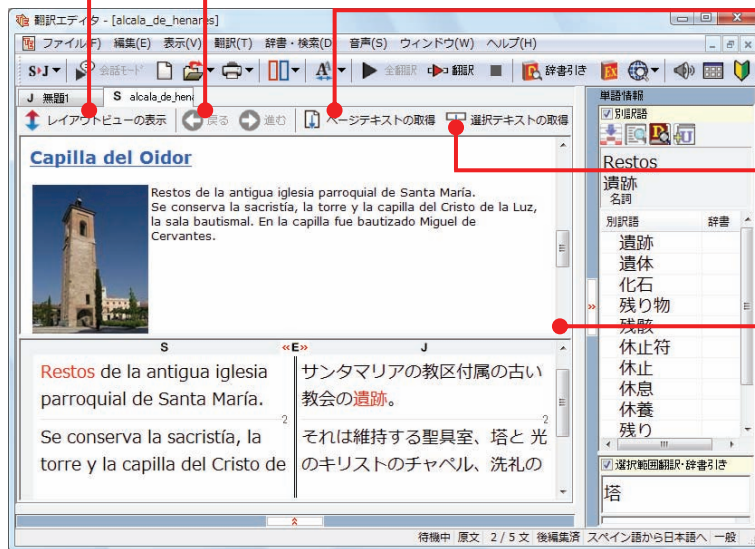 翻訳エディタ - [alcala_de_henares]
ファイル(F) 編集(E) 表示(V) 翻訳(T) 辞書・検索(D) 音声(S) ウィンドウ(W) ヘルプ(H)
S›J 会話モード 全翻訳 翻訳 辞書引き
J 無題1 S alcala_de_hen
レイアウトビューの表示 戻る 進む ページテキストの取得 選択テキストの取得
Capilla del Oidor
Restos de la antigua iglesia parroquial de Santa María.
Se conserva la sacristía, la torre y la capilla del Cristo de la Luz,
la sala bautismal. En la capilla fue bautizado Miguel de
Cervantes.
S «E» J
Restos de la antigua iglesia
parroquial de Santa María.
2
Se conserva la sacristía, la
torre y la capilla del Cristo de
サンタマリアの教区付属の古い
教会の遺跡。
2
それは維持する聖具室、塔と 光
のキリストのチャペル、洗礼の
単語情報
別訳語
Restos
遺跡
名詞
別訳語 辞書
遺跡
遺体
化石
残り物
残骸
休止符
休止
休息
休養
残り
選択範囲翻訳・辞書引き
塔
待機中 原文 2 / 5 文 後編集済 スペイン語から日本語へ 一般